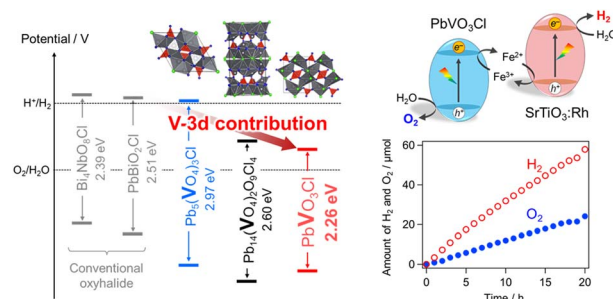 Potential / V
H⁺/H₂
O₂/H₂O
Bi₄NbO₈Cl
2.39 eV
PbBiO₂Cl
2.51 eV
Conventional
oxyhalide
V-3d contribution
Pb₅(VO₄)₃Cl
2.97 eV
Pb₁₄(VO₄)₂O₉Cl₄
2.60 eV
PbVO₃Cl
2.26 eV
PbVO₃Cl
e⁻
h⁺
H₂O
O₂
Fe²⁺
Fe³⁺
e⁻
h⁺
H₂
H₂O
SrTiO₃:Rh
Amount of H₂ and O₂ / μmol
60
40
20
0
H₂
O₂
0
5
10
15
20
Time / h